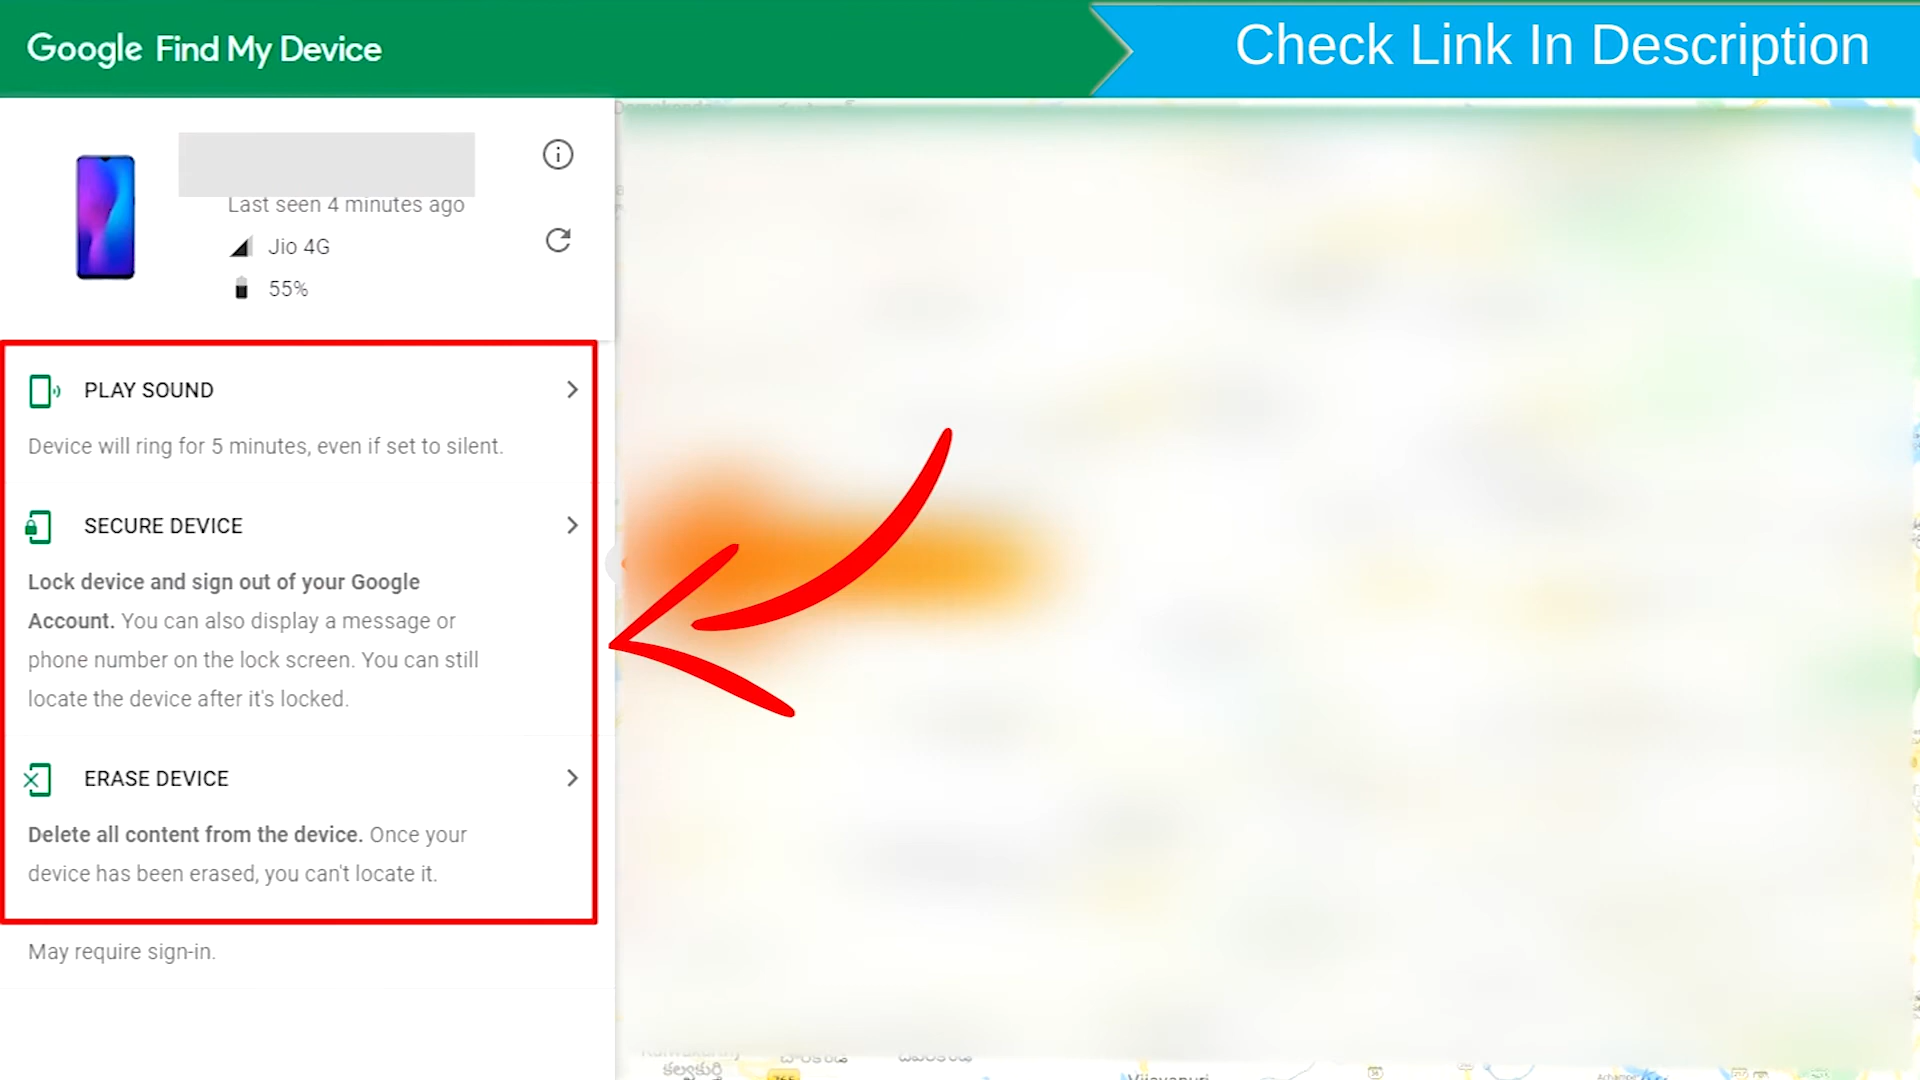 Google Find My Device
Check Link In Description
Last seen 4 minutes ago
Jio 4G
55%
PLAY SOUND
Device will ring for 5 minutes, even if set to silent.
SECURE DEVICE
Lock device and sign out of your Google
Account. You can also display a message or
phone number on the lock screen. You can still
locate the device after it's locked.
ERASE DEVICE
Delete all content from the device. Once your
device has been erased, you can't locate it.
May require sign-in.
కల్వకుర్తి
765